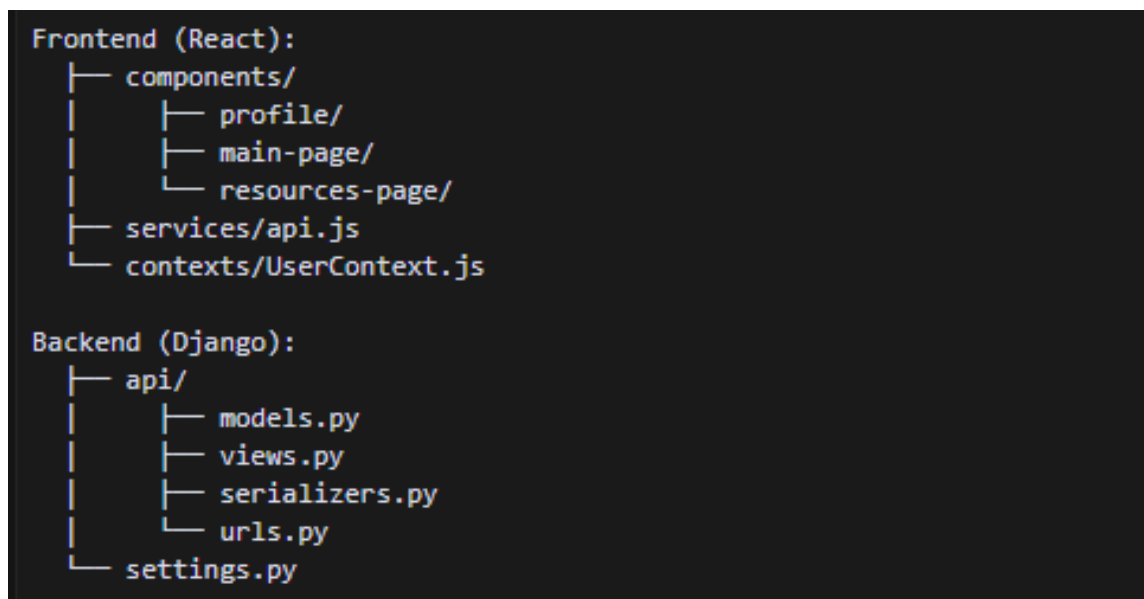 Frontend (React):
├── components/
│   ├── profile/
│   ├── main-page/
│   └── resources-page/
├── services/api.js
└── contexts/UserContext.js
Backend (Django):
├── api/
│   ├── models.py
│   ├── views.py
│   ├── serializers.py
│   └── urls.py
└── settings.py